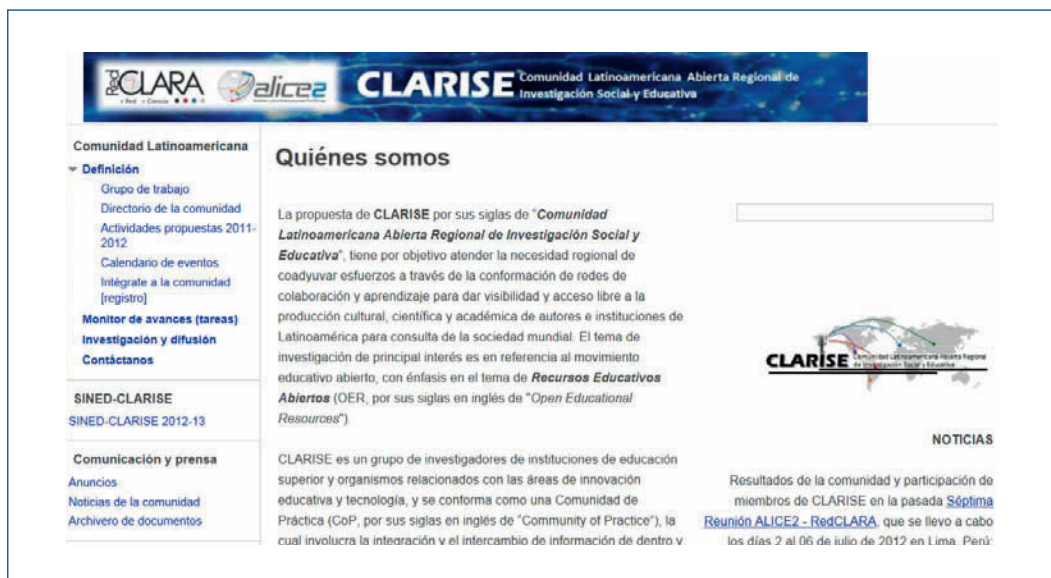 RedCLARA
alice2
CLARISE
Comunidad Latinoamericana Abierta Regional de
Investigación Social y Educativa
Comunidad Latinoamericana
Definición
Grupo de trabajo
Directorio de la comunidad
Actividades propuestas 2011-
2012
Calendario de eventos
Intégrate a la comunidad
[registro]
Monitor de avances (tareas)
Investigación y difusión
Contáctanos
SINED-CLARISE
SINED-CLARISE 2012-13
Comunicación y prensa
Anuncios
Noticias de la comunidad
Archivero de documentos
Quiénes somos
La propuesta de CLARISE por sus siglas de "Comunidad
Latinoamericana Abierta Regional de Investigación Social y
Educativa", tiene por objetivo atender la necesidad regional de
coadyuvar esfuerzos a través de la conformación de redes de
colaboración y aprendizaje para dar visibilidad y acceso libre a la
producción cultural, científica y académica de autores e instituciones de
Latinoamérica para consulta de la sociedad mundial. El tema de
investigación de principal interés es en referencia al movimiento
educativo abierto, con énfasis en el tema de Recursos Educativos
Abiertos (OER, por sus siglas en inglés de "Open Educational
Resources").
CLARISE es un grupo de investigadores de instituciones de educación
superior y organismos relacionados con las áreas de innovación
educativa y tecnología, y se conforma como una Comunidad de
Práctica (CoP, por sus siglas en inglés de "Community of Practice"), la
cual involucra la integración y el intercambio de información de dentro y
CLARISE
Comunidad Latinoamericana Abierta Regional
de Investigación Social y Educativa
NOTICIAS
Resultados de la comunidad y participación de
miembros de CLARISE en la pasada Séptima
Reunión ALICE2 - RedCLARA, que se llevo a cabo
los días 2 al 06 de julio de 2012 en Lima, Perú: